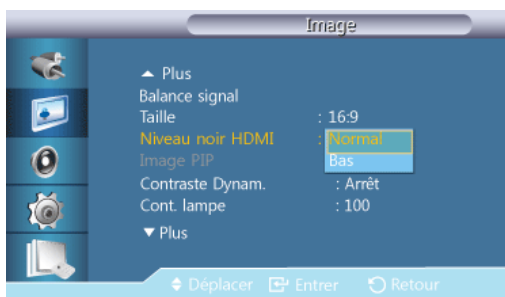 Image
▲ Plus
Balance signal
Taille : 16:9
Niveau noir HDMI : Normal
Image PIP Bas
Contraste Dynam. : Arrêt
Cont. lampe : 100
▼ Plus
Déplacer Entrer Retour